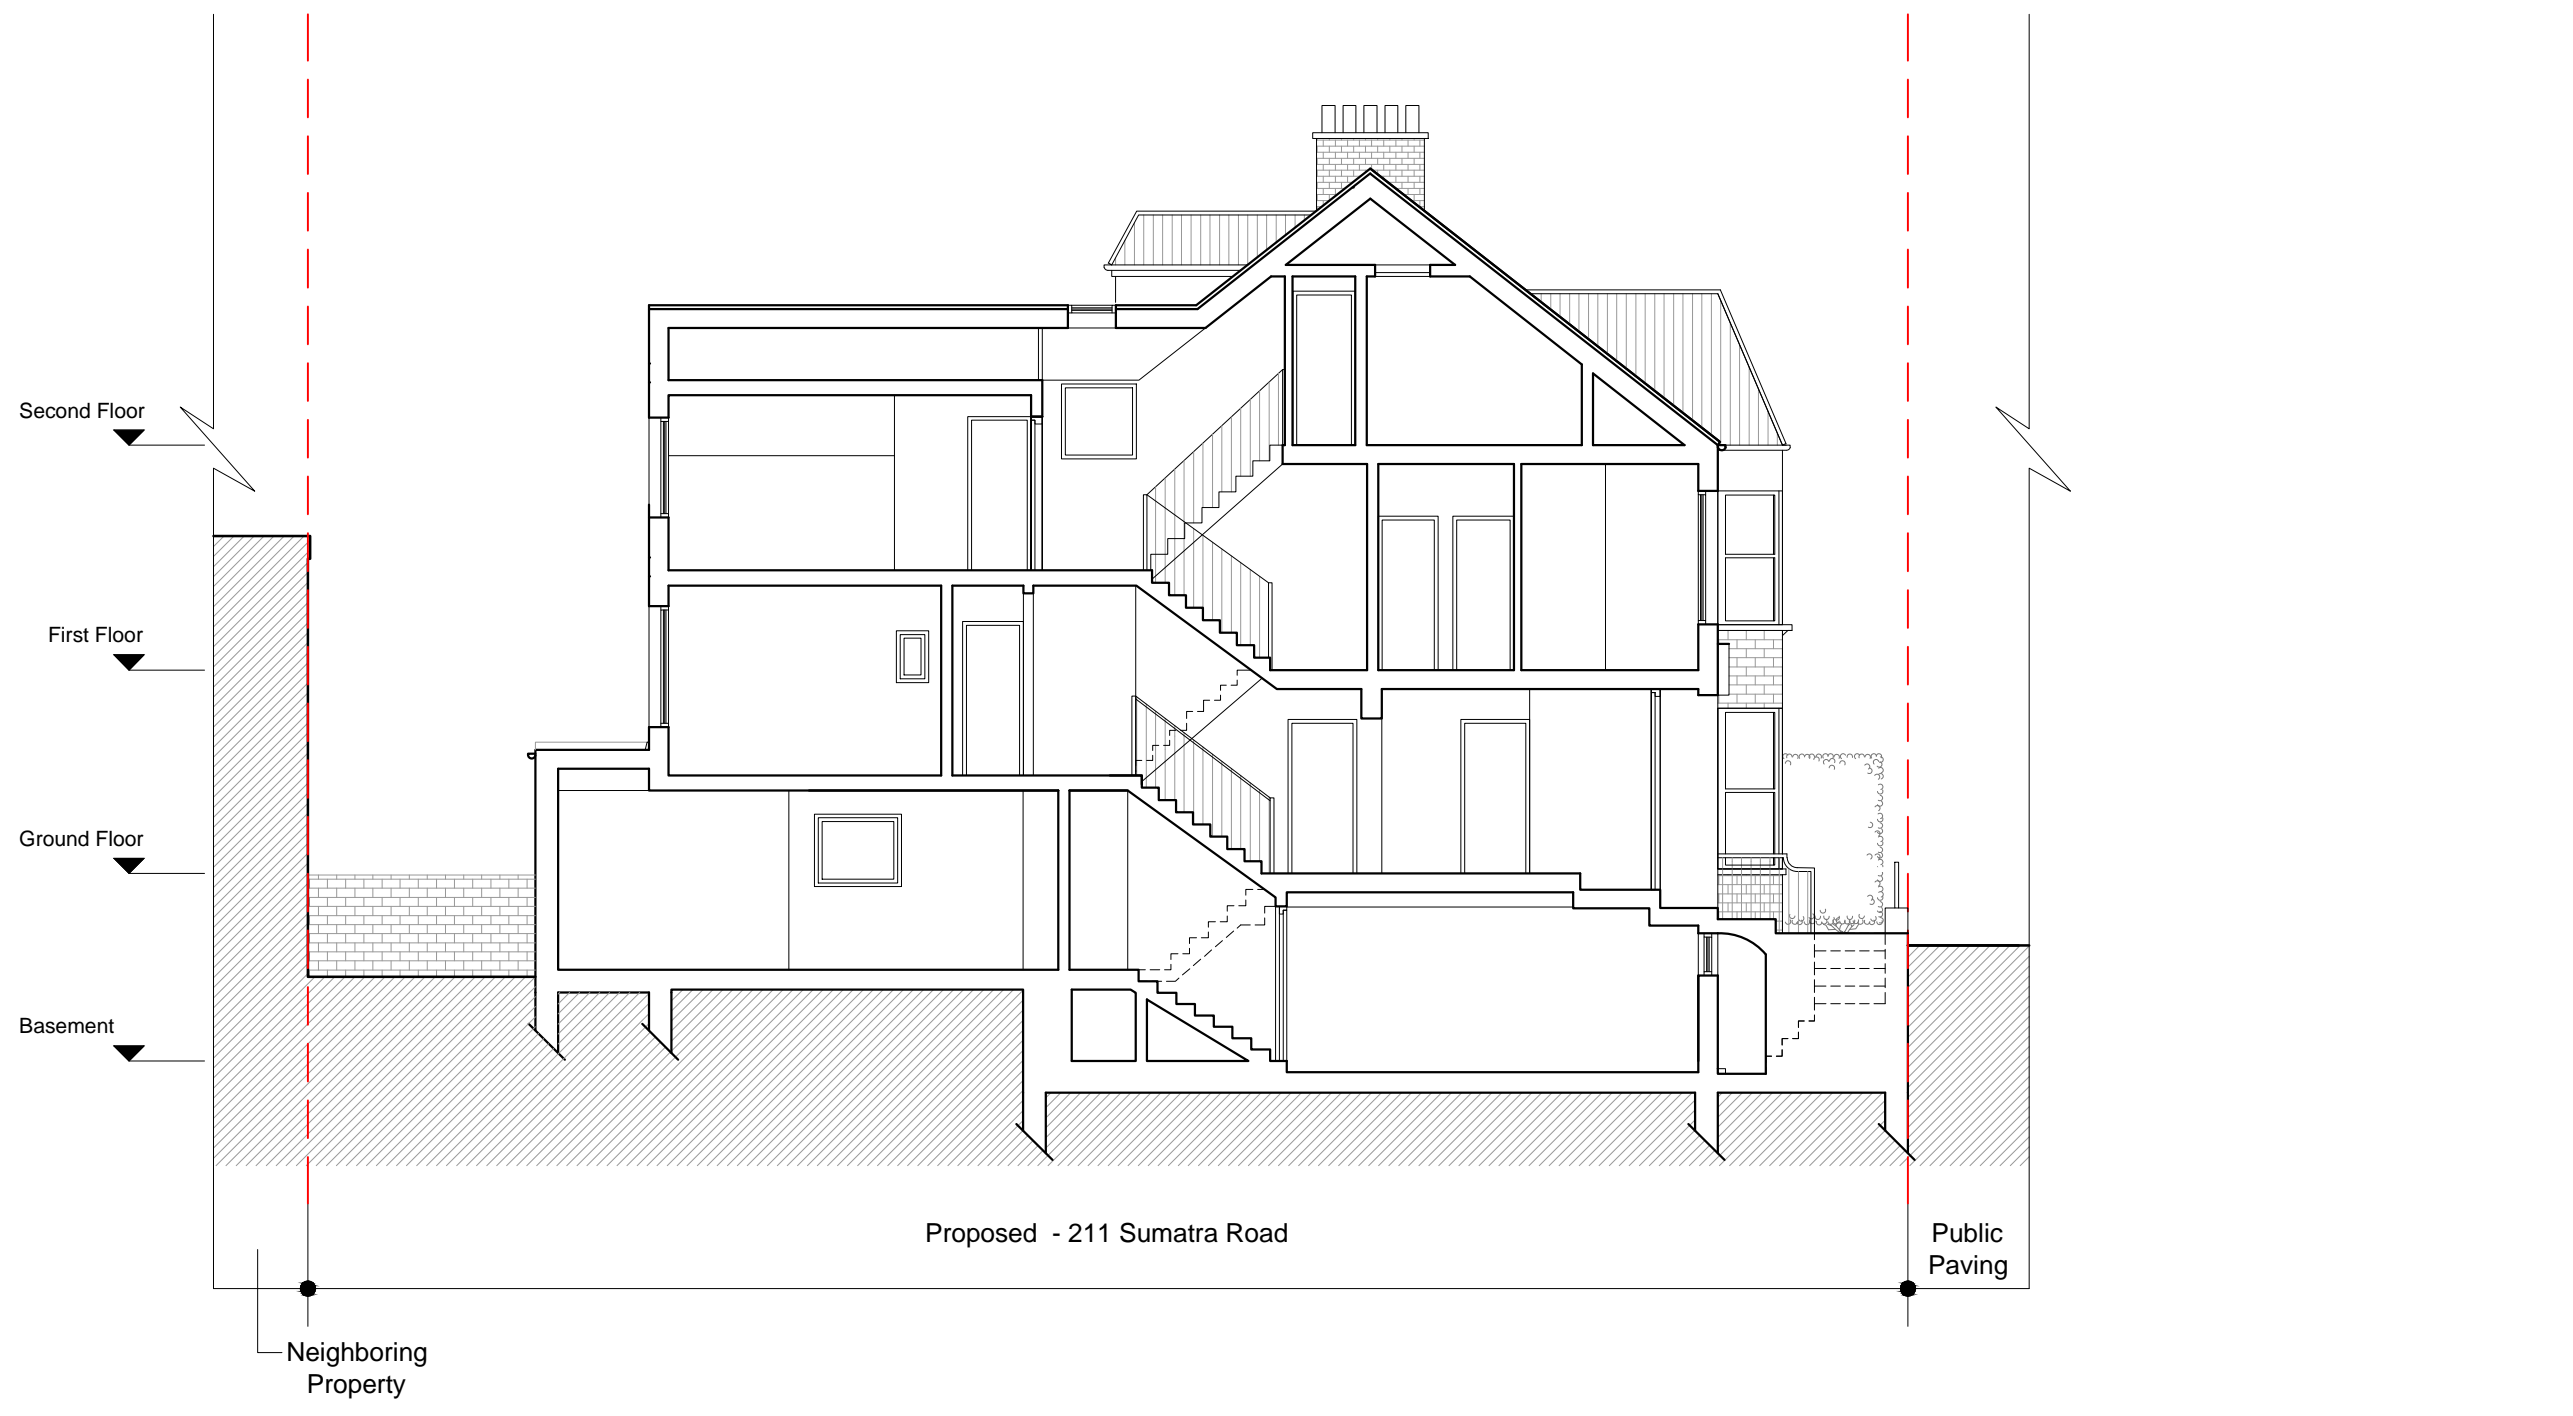 Second Floor
First Floor
Ground Floor
Basement
Proposed  - 211 Sumatra Road
Public
Paving
Neighboring
Property